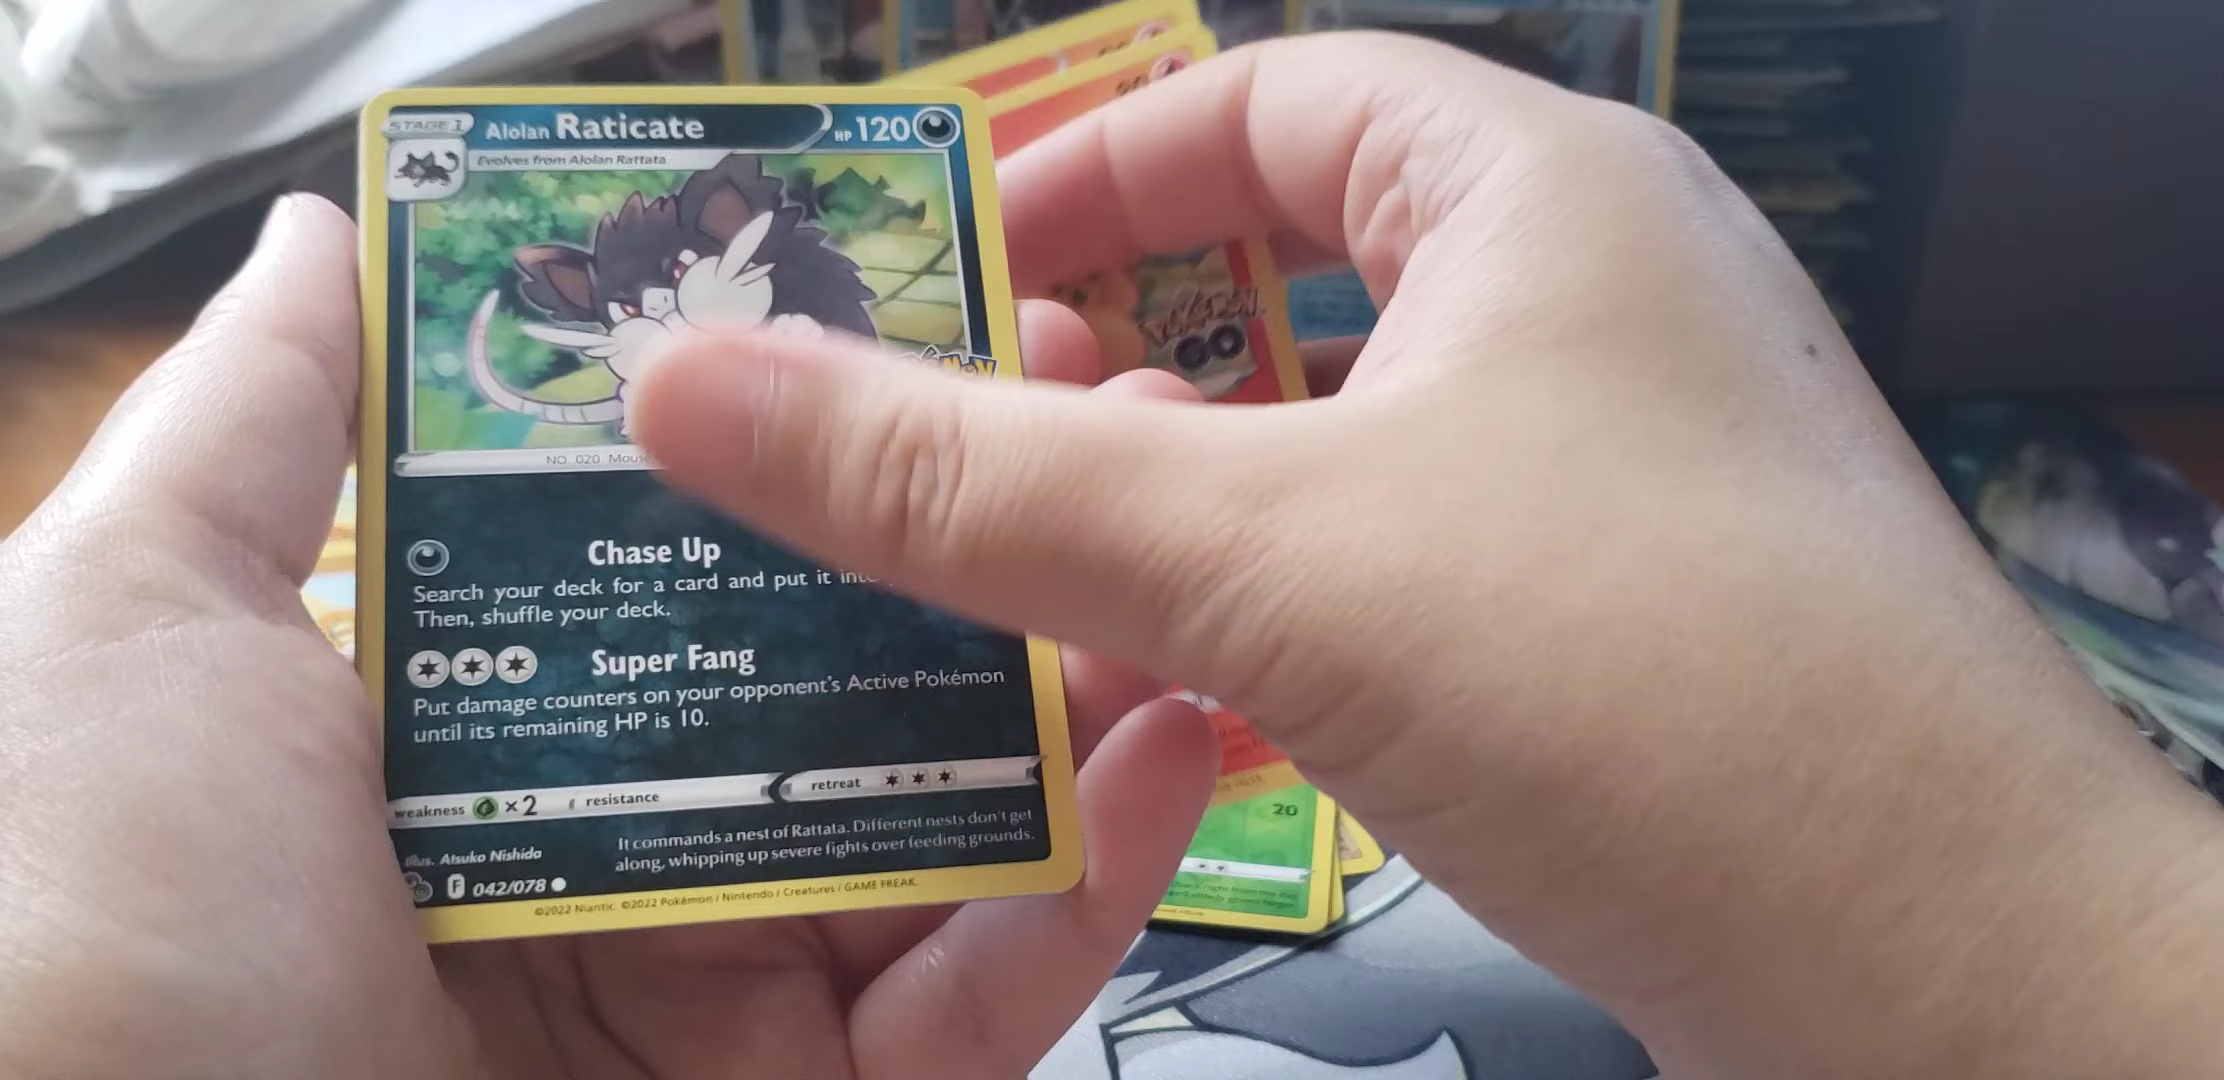 STAGE 1
Alolan Raticate
HP 120
Evolves from Alolan Rattata
POKÉMON
GO
NO. 020 Mouse
Chase Up
Search your deck for a card and put it into
Then, shuffle your deck.
Super Fang
Put damage counters on your opponent's Active Pokémon
until its remaining HP is 10.
weakness ×2 resistance retreat
It commands a nest of Rattata. Different nests don't get
along, whipping up severe fights over feeding grounds.
Illus. Atsuko Nishida
F 042/078
©2022 Niantic ©2022 Pokémon / Nintendo / Creatures / GAME FREAK.
20